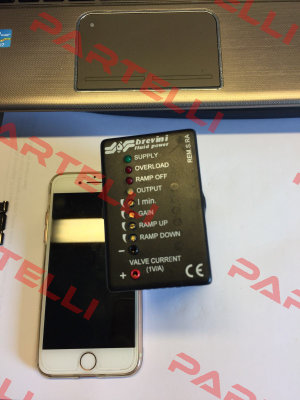 PARTELLI
brevini
fluid power
REM.S.RA
SUPPLY
OVERLOAD
RAMP OFF
OUTPUT
I min.
GAIN
RAMP UP
RAMP DOWN
−
VALVE CURRENT
(1V/A)
+
CE
PARTELLI
PARTELLI